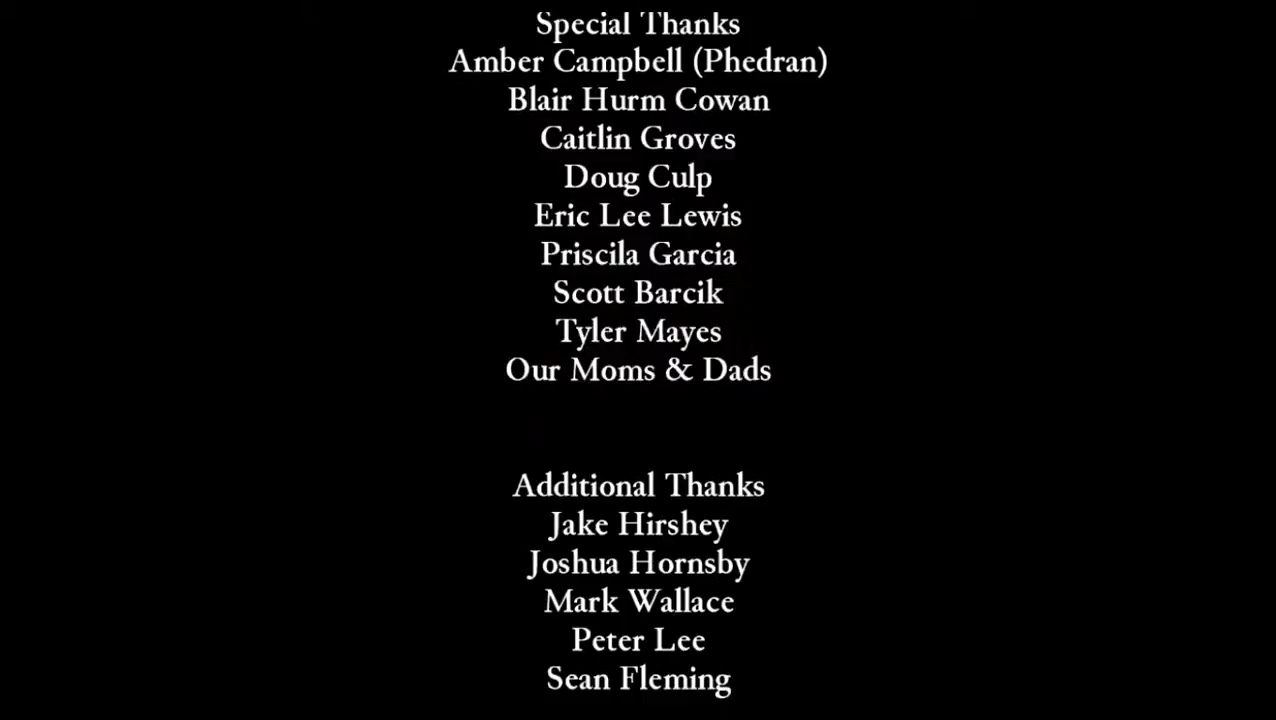 Special Thanks
Amber Campbell (Phedran)
Blair Hurm Cowan
Caitlin Groves
Doug Culp
Eric Lee Lewis
Priscila Garcia
Scott Barcik
Tyler Mayes
Our Moms & Dads
Additional Thanks
Jake Hirshey
Joshua Hornsby
Mark Wallace
Peter Lee
Sean Fleming